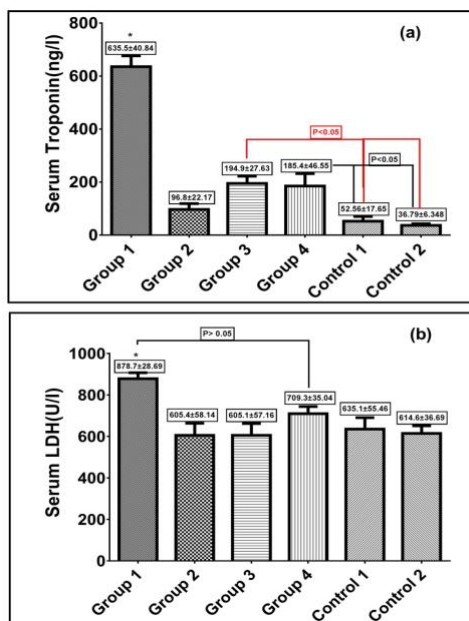 (a)
Serum Troponin(ng/l)
800
600
400
200
0
*
635.5±40.84
96.8±22.17
194.9±27.63
185.4±46.55
52.56±17.65
36.79±6.348
P<0.05
P<0.05
Group 1
Group 2
Group 3
Group 4
Control 1
Control 2
(b)
Serum LDH(U/l)
1000
800
600
400
200
0
P> 0.05
*
878.7±28.69
605.4±58.14
605.1±57.16
709.3±35.04
635.1±55.46
614.6±36.69
Group 1
Group 2
Group 3
Group 4
Control 1
Control 2